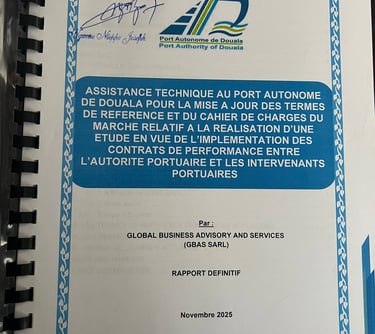 Port Autonome de Douala
Port Authority of Douala
ASSISTANCE TECHNIQUE AU PORT AUTONOME
DE DOUALA POUR LA MISE A JOUR DES TERMES
DE REFERENCE ET DU CAHIER DE CHARGES DU
MARCHE RELATIF A LA REALISATION D'UNE
ETUDE EN VUE DE L'IMPLEMENTATION DES
CONTRATS DE PERFORMANCE ENTRE
L'AUTORITE PORTUAIRE ET LES INTERVENANTS
PORTUAIRES
Par :
GLOBAL BUSINESS ADVISORY AND SERVICES
(GBAS SARL)
RAPPORT DEFINITIF
Novembre 2025